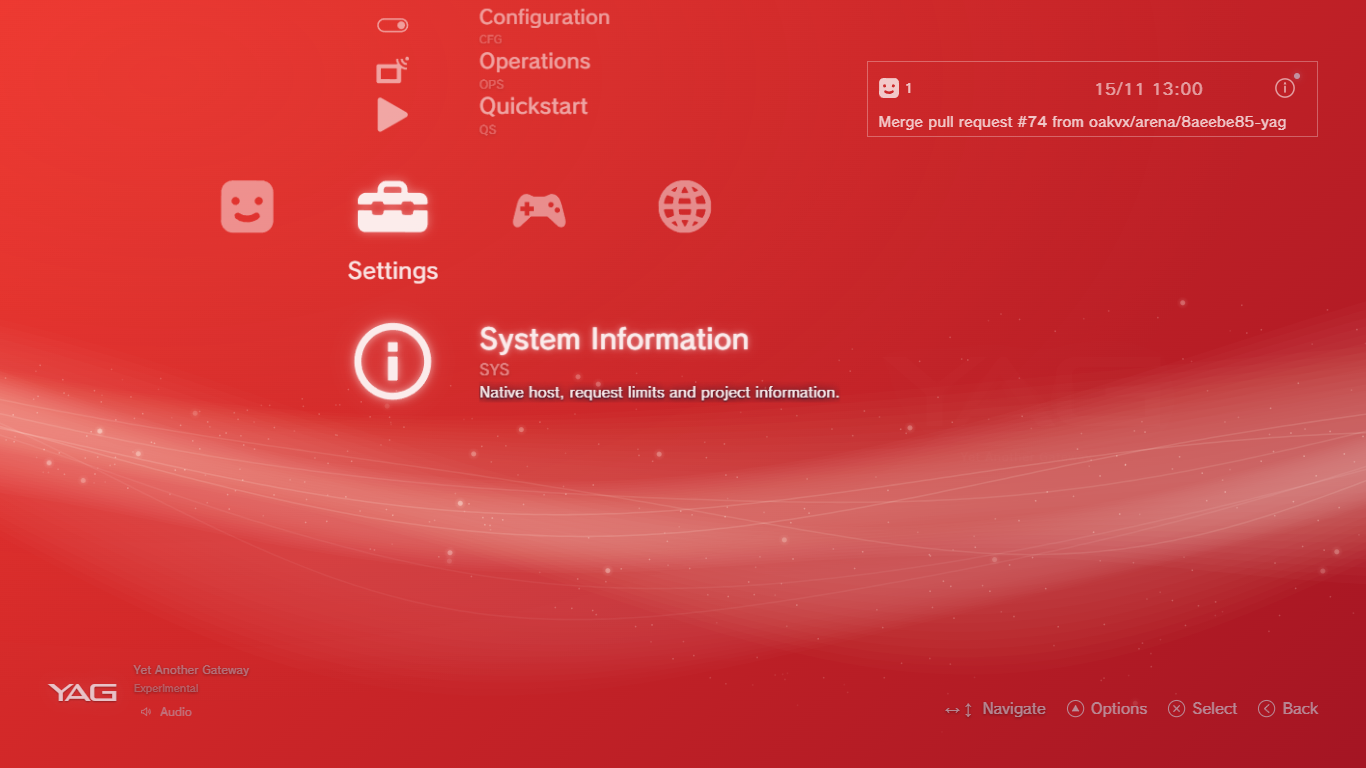 Configuration
CFG
Operations
OPS
Quickstart
QS
1
15/11 13:00
Merge pull request #74 from oakvx/arena/8aeebe85-yag
Settings
System Information
SYS
Native host, request limits and project information.
YAG
Yet Another Gateway
Experimental
Audio
Navigate
Options
Select
Back